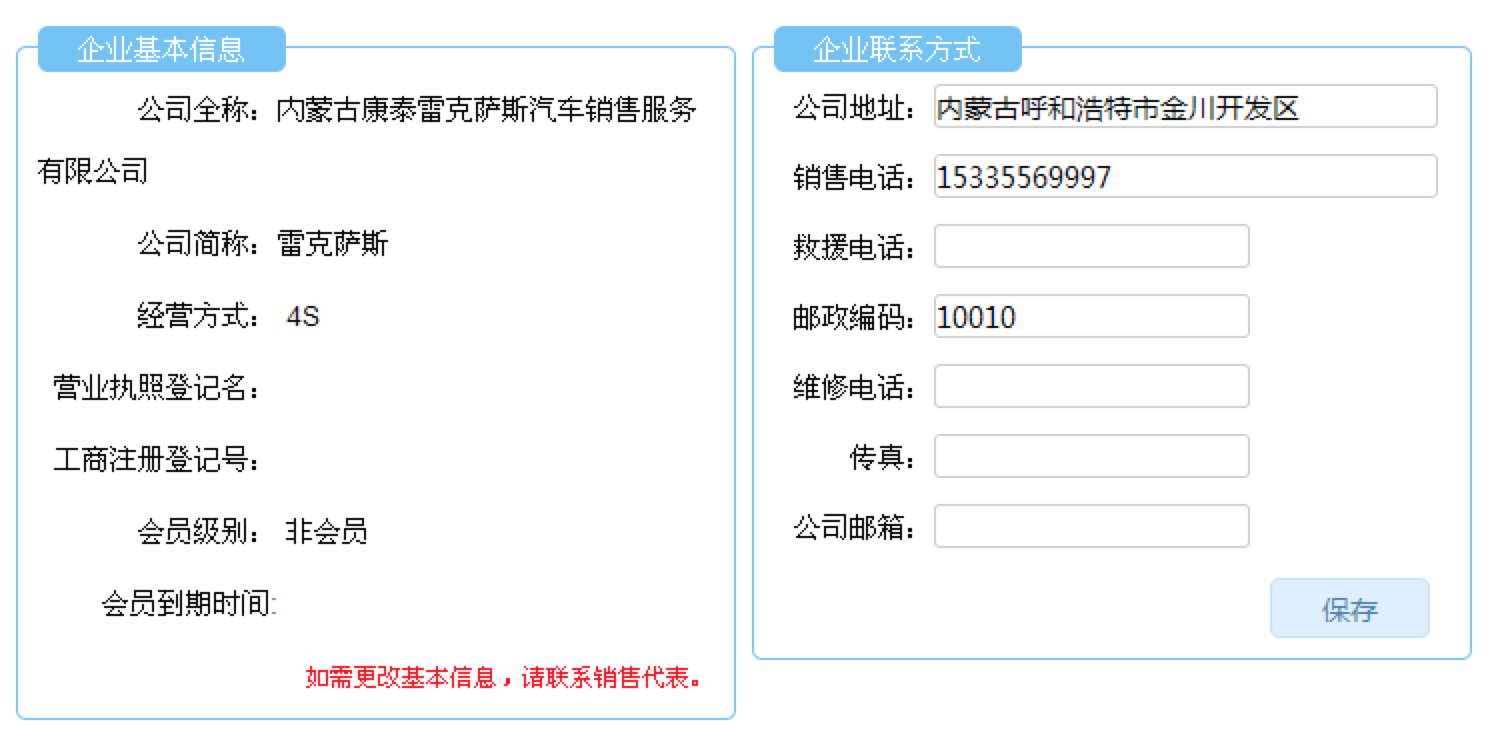 企业基本信息
公司全称：内蒙古康泰雷克萨斯汽车销售服务
有限公司
公司简称：雷克萨斯
经营方式： 4S
营业执照登记名：
工商注册登记号：
会员级别： 非会员
会员到期时间:
如需更改基本信息，请联系销售代表。
企业联系方式
公司地址：内蒙古呼和浩特市金川开发区
销售电话：15335569997
救援电话：
邮政编码：10010
维修电话：
传真：
公司邮箱：
保存